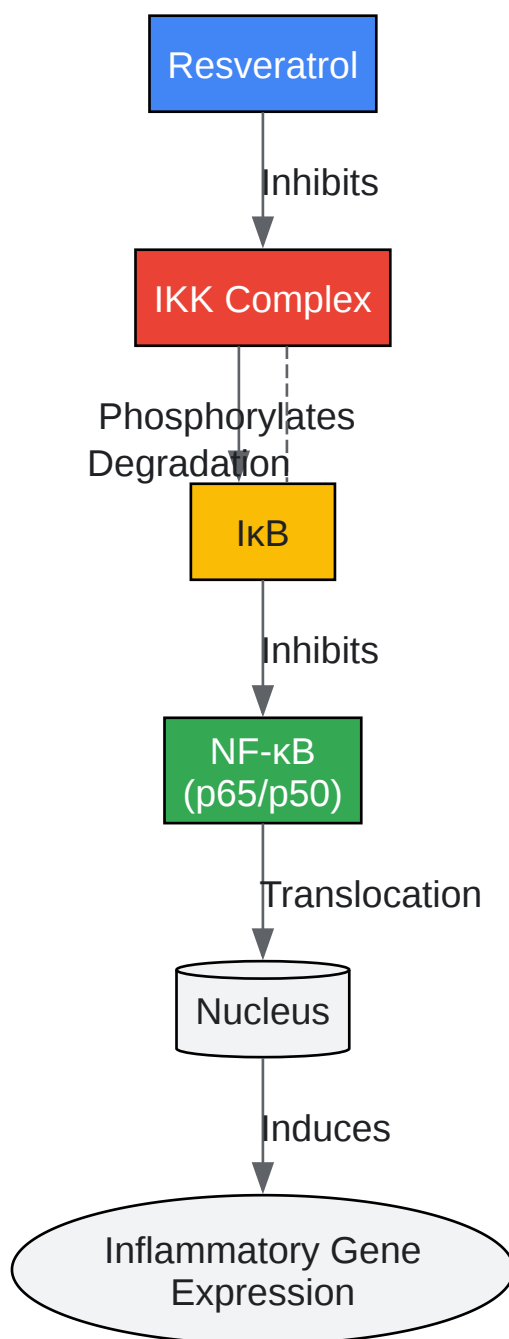 Resveratrol
Inhibits
IKK Complex
Phosphorylates
Degradation
IκB
Inhibits
NF-κB
(p65/p50)
Translocation
Nucleus
Induces
Inflammatory Gene
Expression